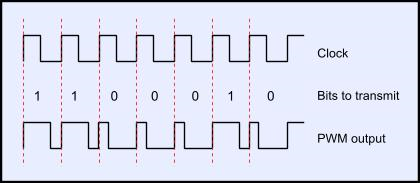 Clock
1 1 0 0 0 1 0 Bits to transmit
PWM output